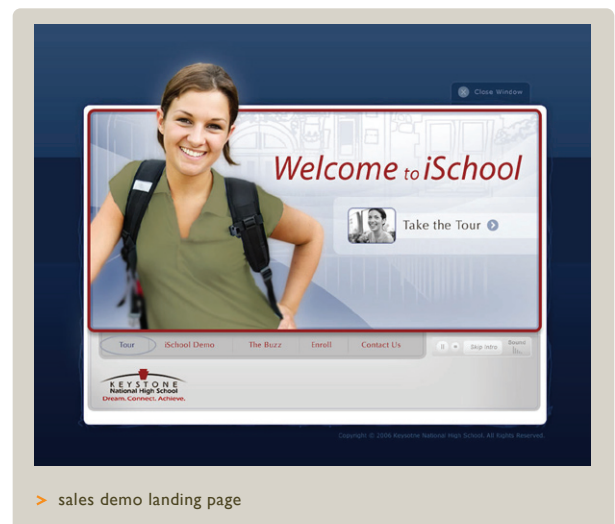 Close Window
Welcome to iSchool
Take the Tour
Tour iSchool Demo The Buzz Enroll Contact Us
Skip Intro Sound
KEYSTONE
National High School
Dream. Connect. Achieve.
Copyright © 2006 Keystone National High School. All Rights Reserved.
> sales demo landing page